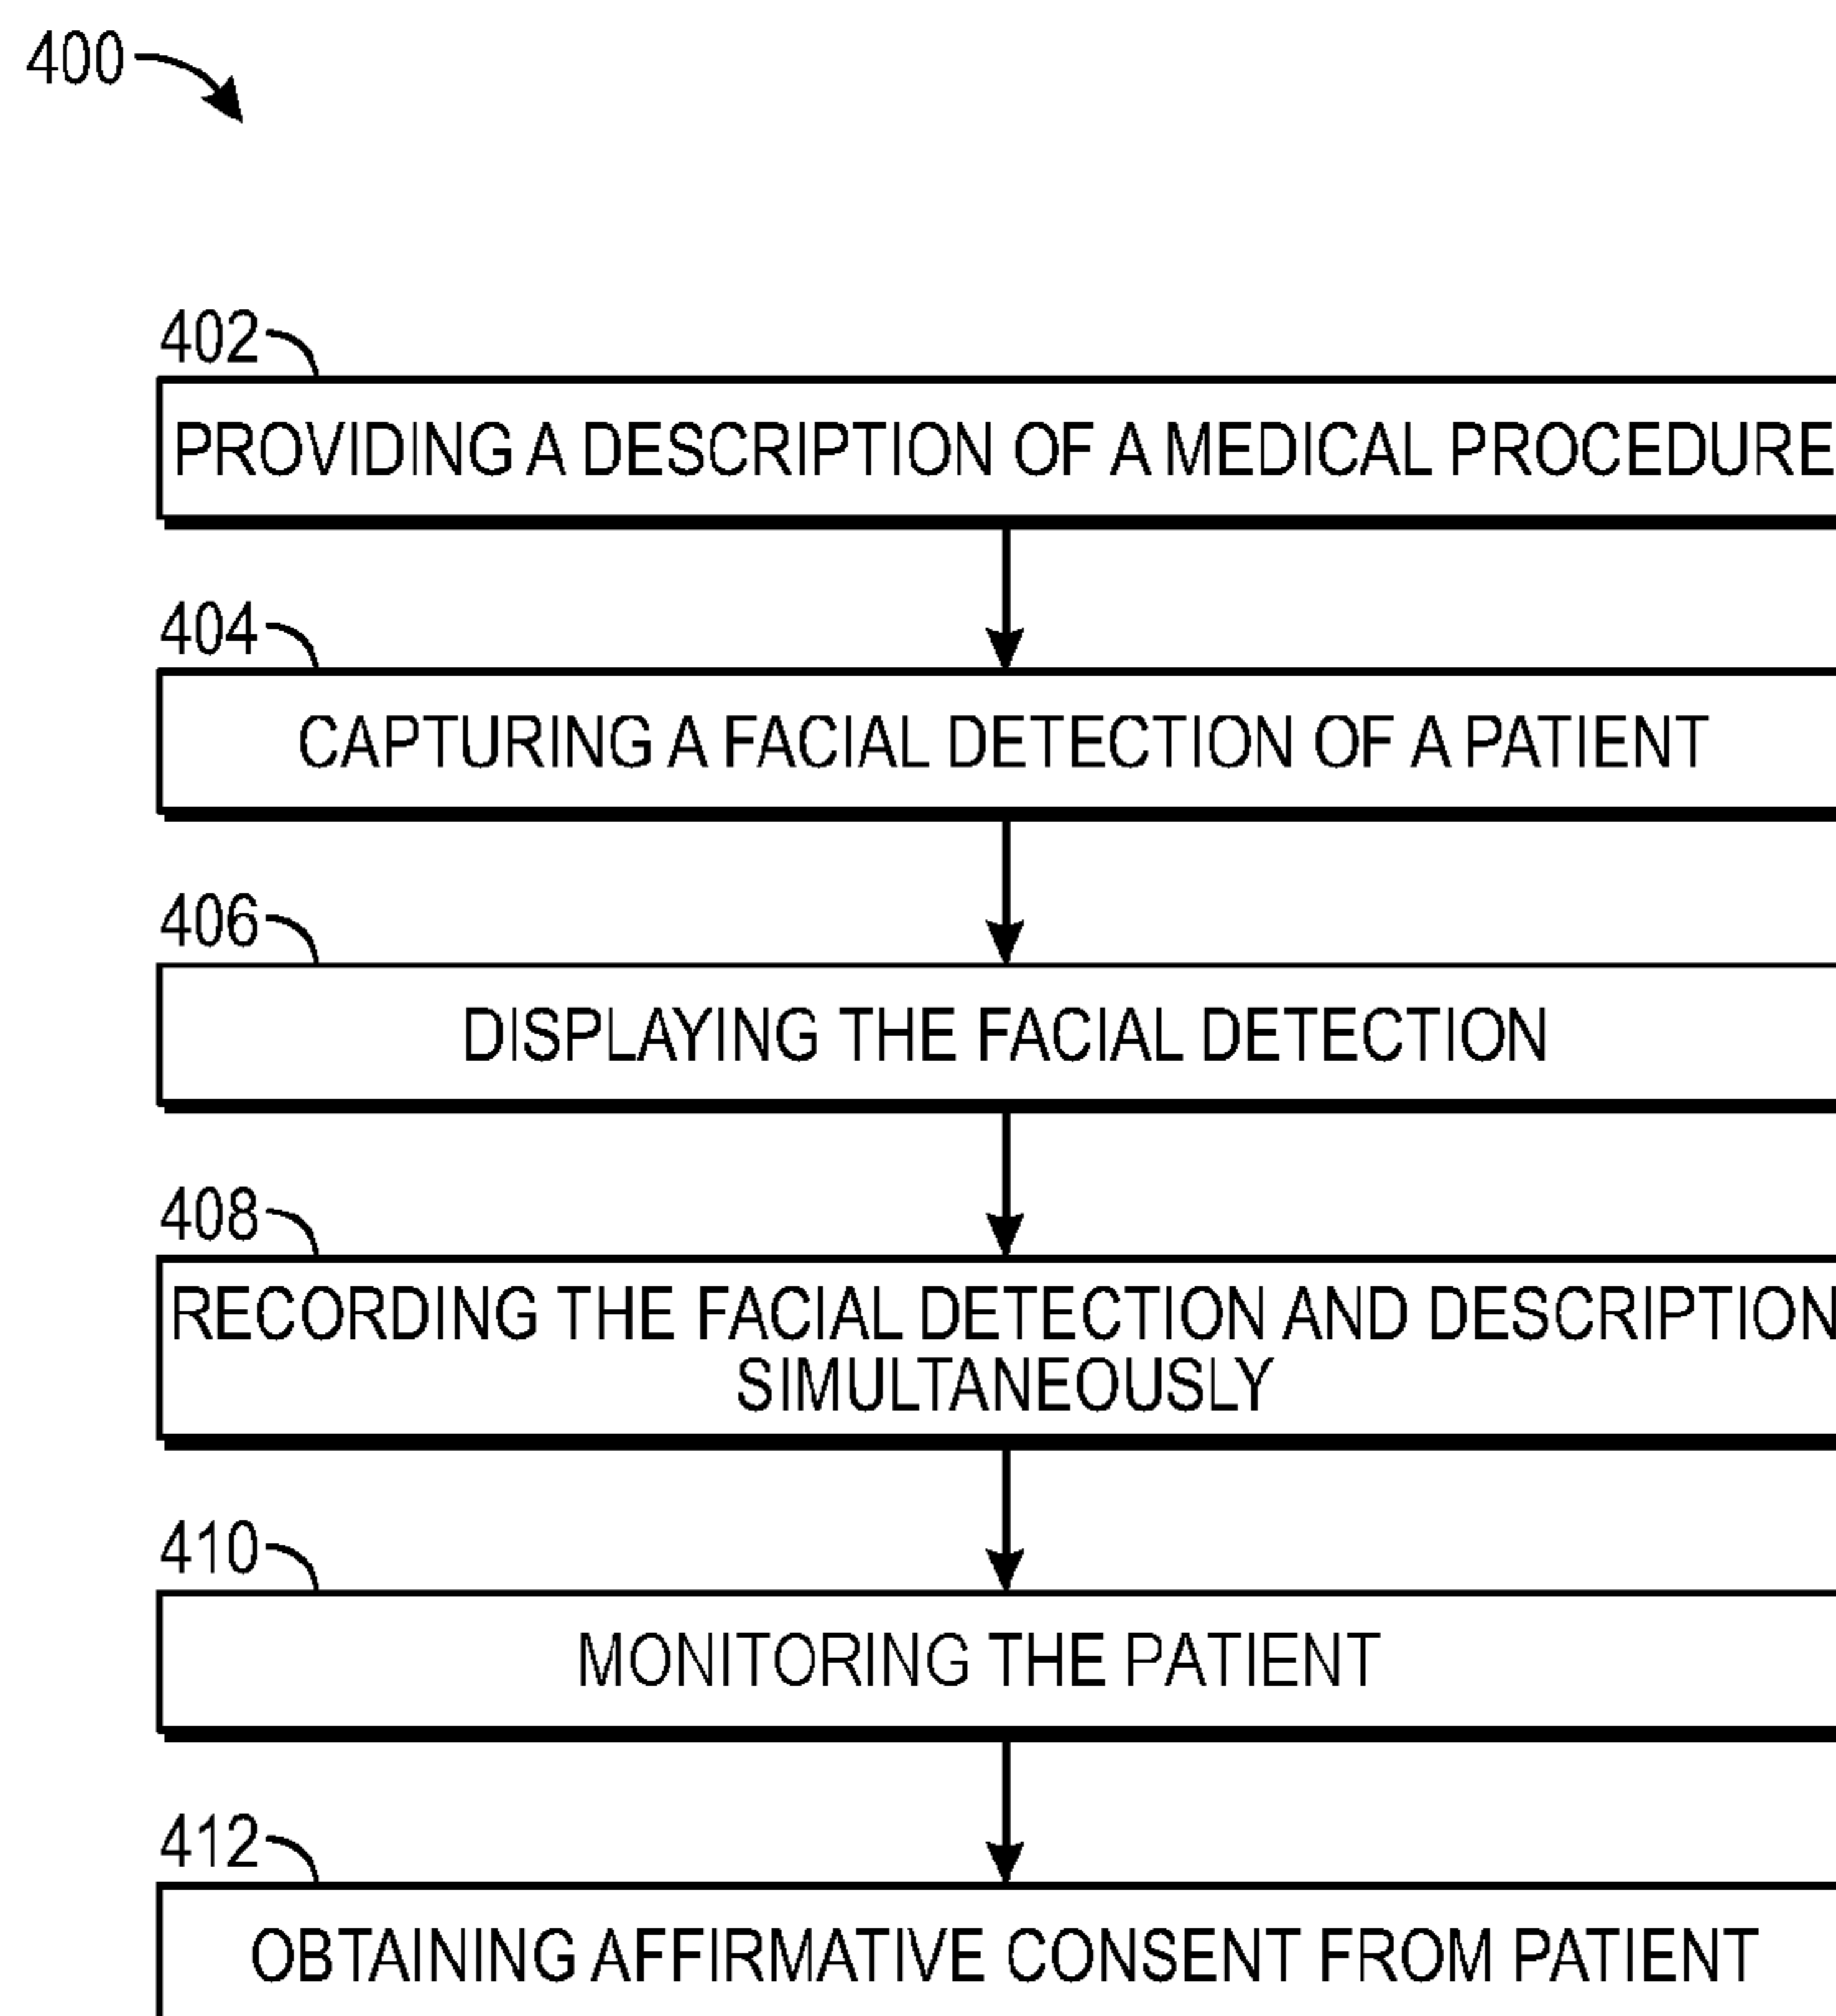 400
402
PROVIDING A DESCRIPTION OF A MEDICAL PROCEDURE
404
CAPTURING A FACIAL DETECTION OF A PATIENT
406
DISPLAYING THE FACIAL DETECTION
408
RECORDING THE FACIAL DETECTION AND DESCRIPTION
SIMULTANEOUSLY
410
MONITORING THE PATIENT
412
OBTAINING AFFIRMATIVE CONSENT FROM PATIENT